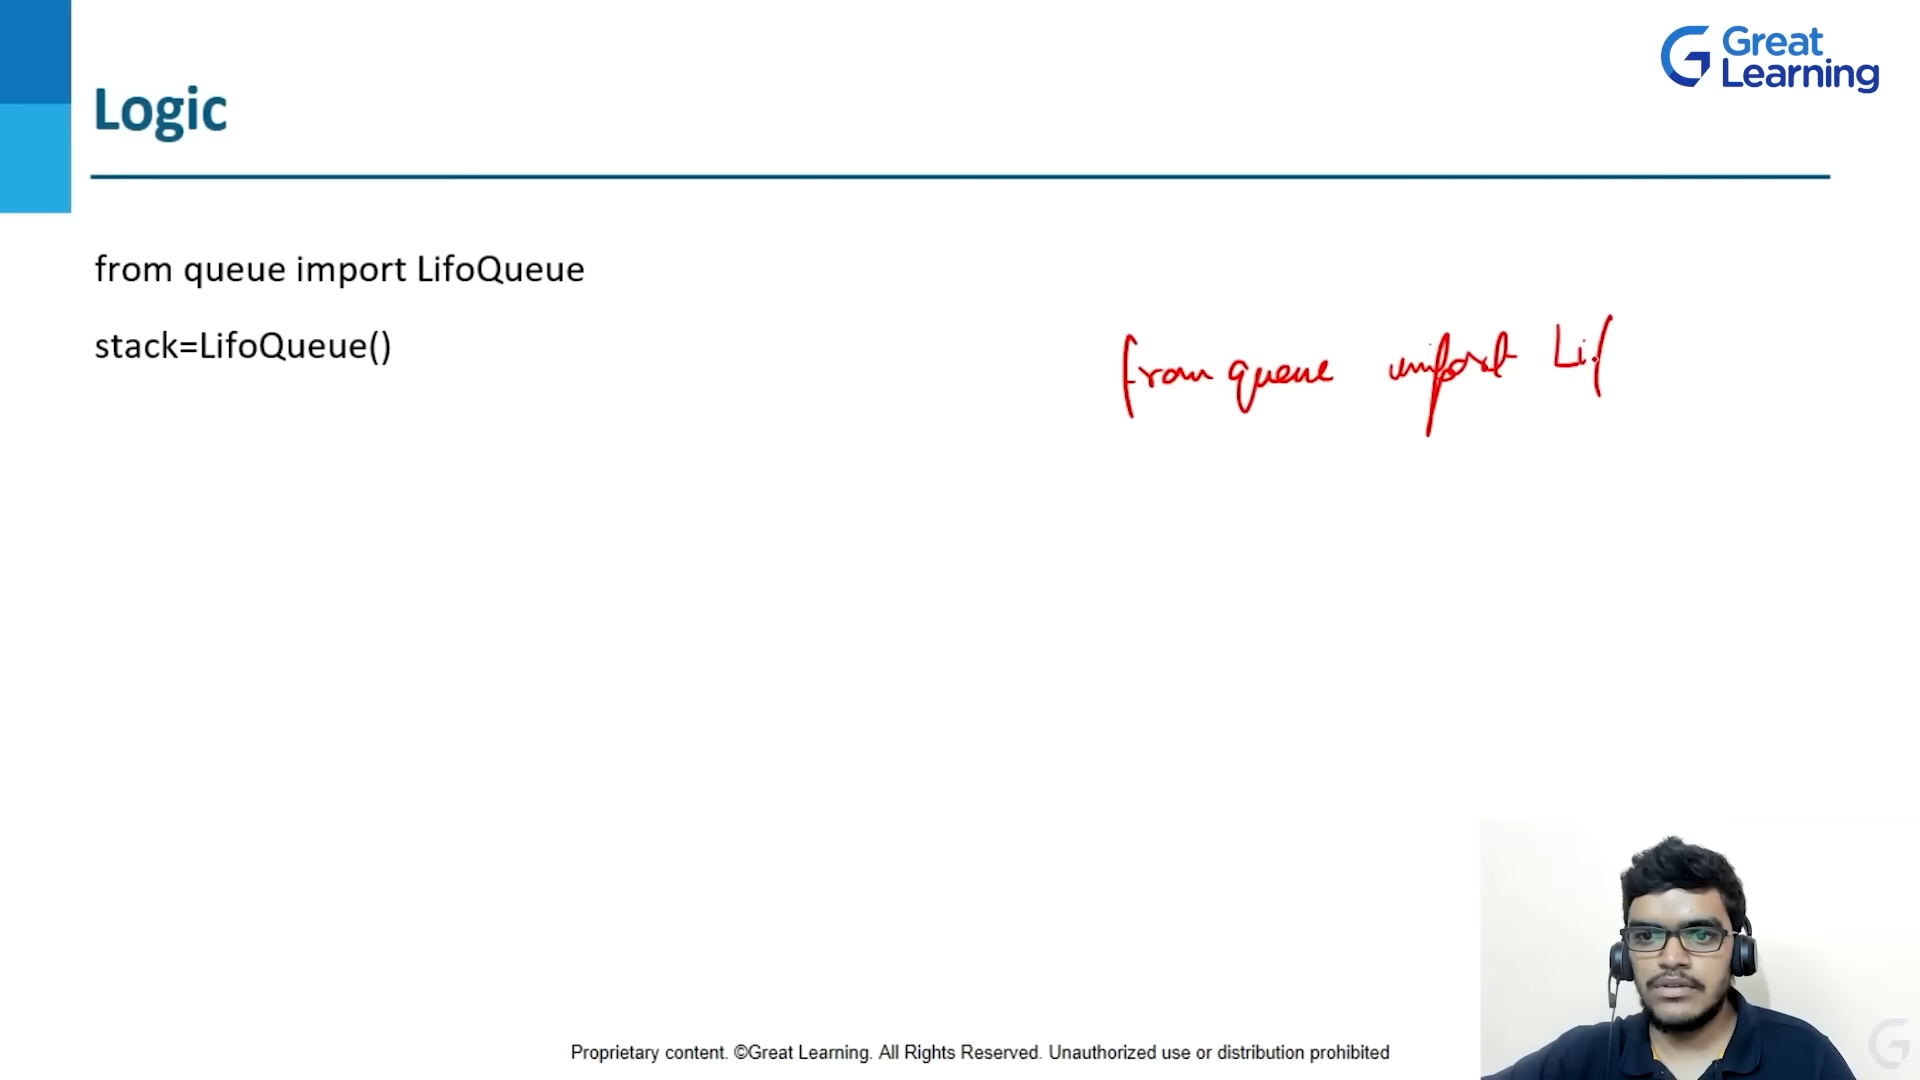 Great
Learning
Logic
from queue import LifoQueue
stack=LifoQueue()
from queue import Lif
Proprietary content. ©Great Learning. All Rights Reserved. Unauthorized use or distribution prohibited